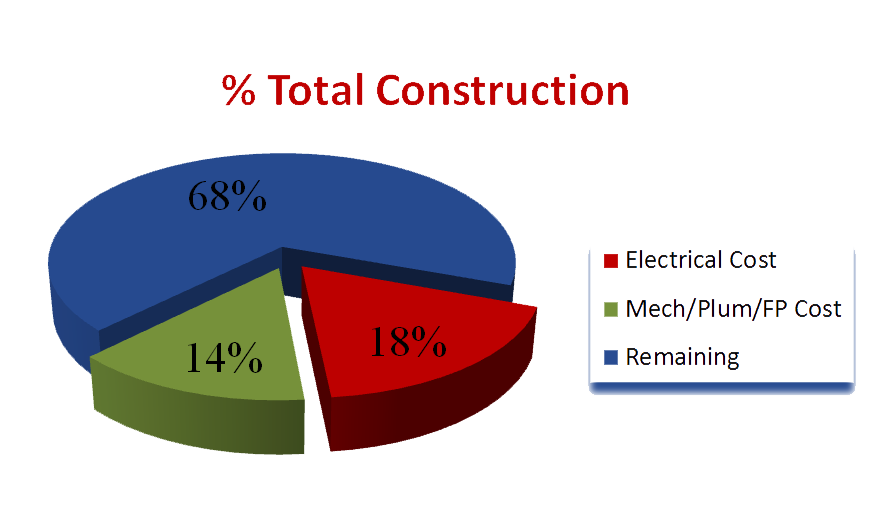 % Total Construction
68%
14%
18%
Electrical Cost
Mech/Plum/FP Cost
Remaining